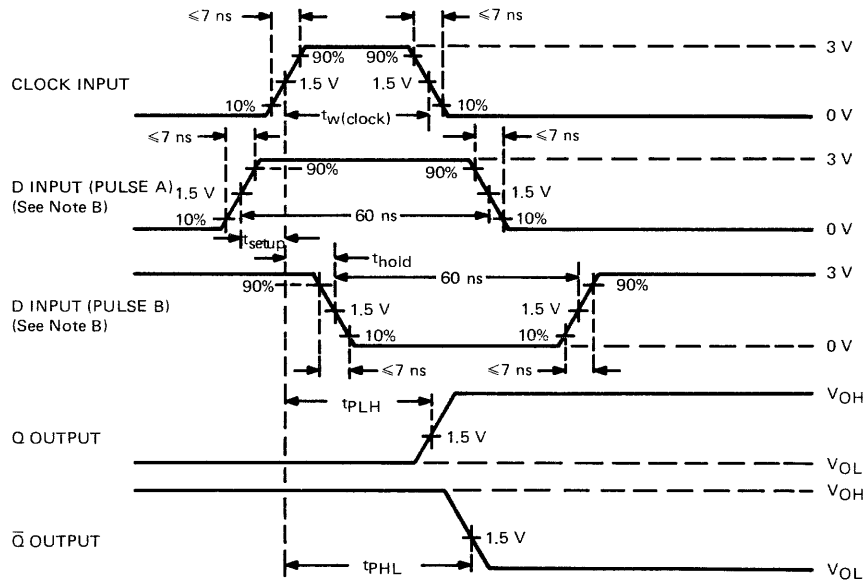 ≤7 ns ≤7 ns
3 V
90% 90%
CLOCK INPUT
1.5 V 1.5 V
10% tw(clock) 10%
0 V
≤7 ns ≤7 ns
3 V
90% 90%
D INPUT (PULSE A)
(See Note B)
1.5 V 1.5 V
10% 60 ns 10%
0 V
tsetup
thold
3 V
90% 60 ns 90%
D INPUT (PULSE B)
(See Note B)
1.5 V 1.5 V
10% 10%
0 V
≤7 ns ≤7 ns
VOH
tPLH
Q OUTPUT
1.5 V
VOL
VOH
Q̅ OUTPUT
1.5 V
tPHL
VOL